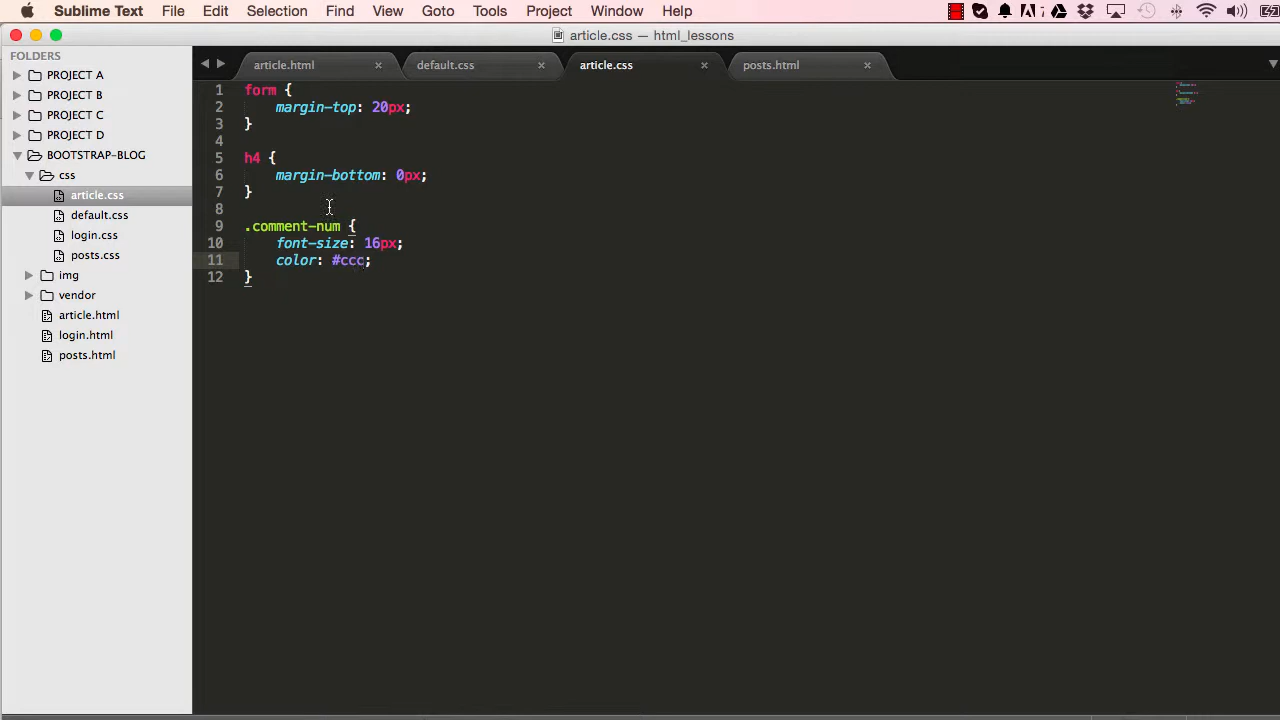 Sublime Text File Edit Selection Find View Goto Tools Project Window Help 7
article.css — html_lessons
FOLDERS
PROJECT A
PROJECT B
PROJECT C
PROJECT D
BOOTSTRAP-BLOG
css
article.css
default.css
login.css
posts.css
img
vendor
article.html
login.html
posts.html
article.html × default.css × article.css × posts.html ×
1 form {
2 margin-top: 20px;
3 }
4
5 h4 {
6 margin-bottom: 0px;
7 }
8
9 .comment-num {
10 font-size: 16px;
11 color: #ccc;
12 }